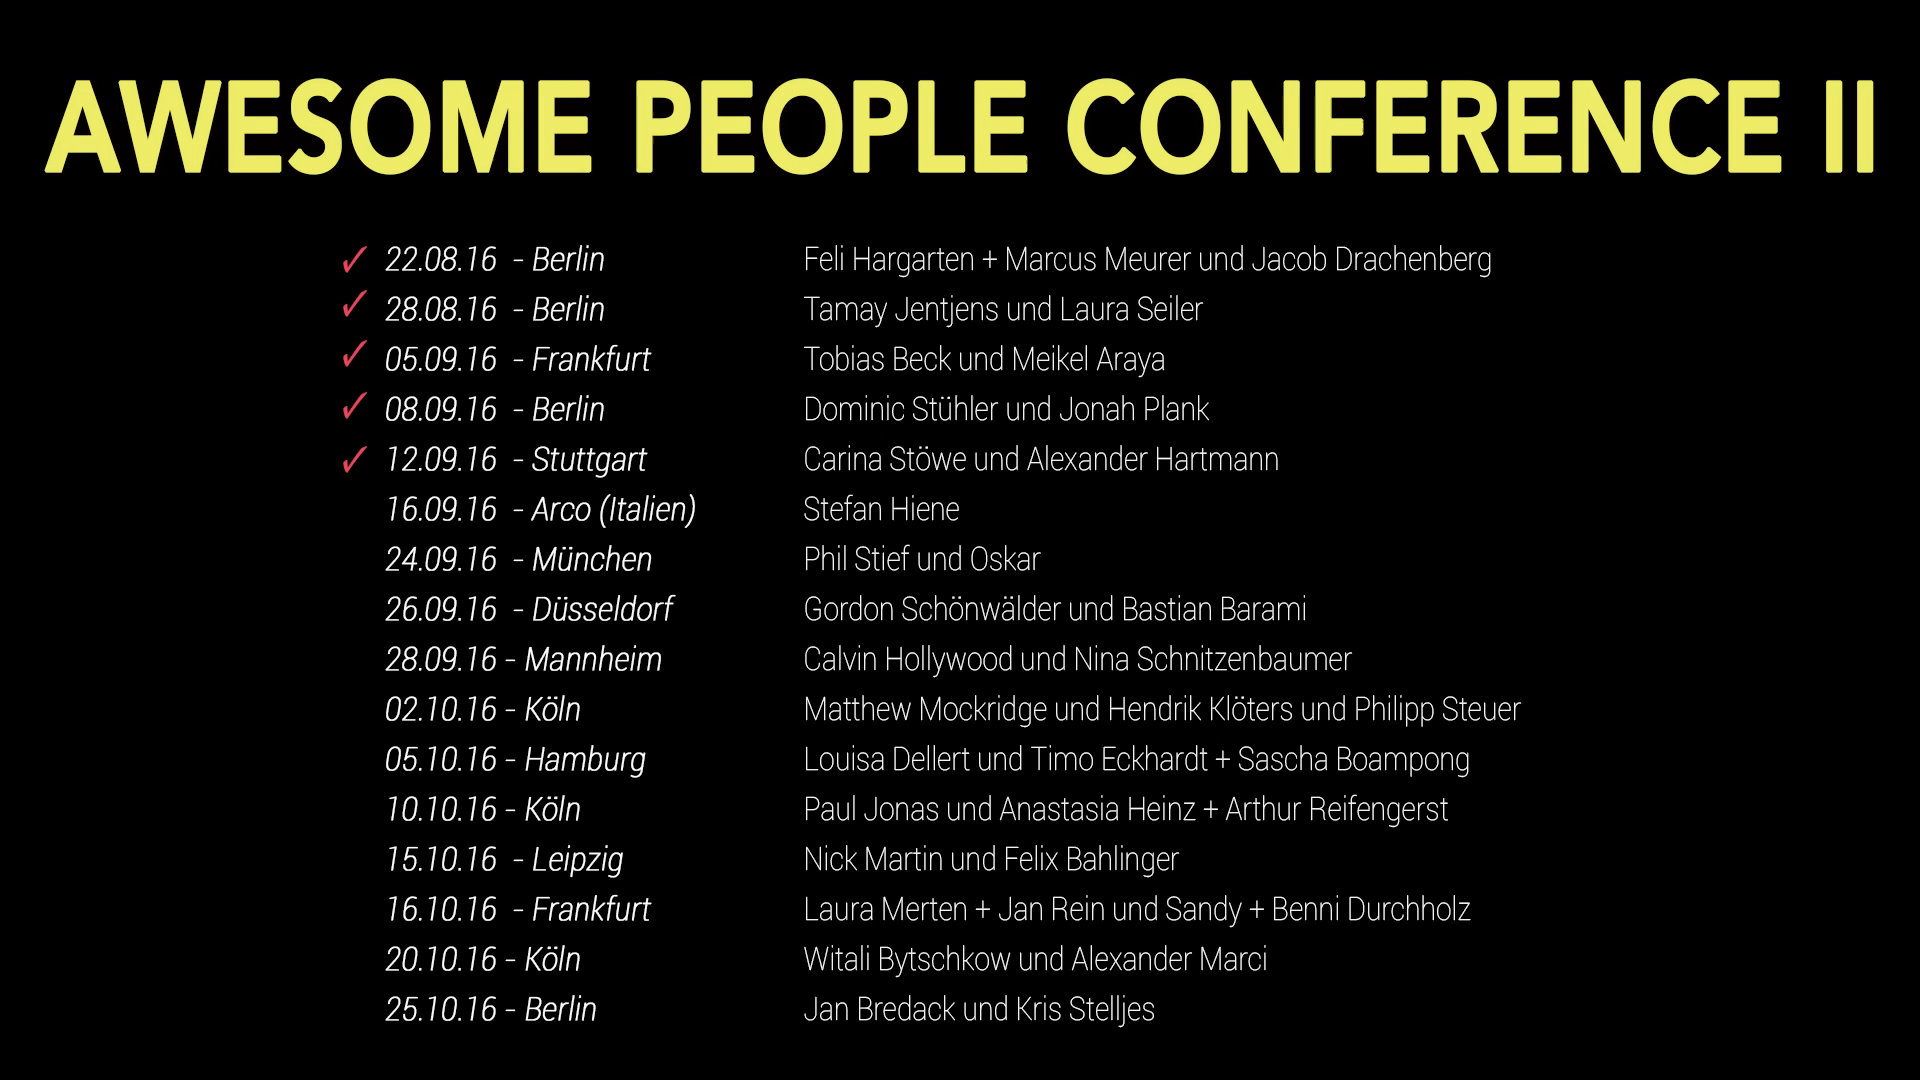 AWESOME PEOPLE CONFERENCE II
✓ 22.08.16 - Berlin Feli Hargarten + Marcus Meurer und Jacob Drachenberg
✓ 28.08.16 - Berlin Tamay Jentjens und Laura Seiler
✓ 05.09.16 - Frankfurt Tobias Beck und Meikel Araya
✓ 08.09.16 - Berlin Dominic Stühler und Jonah Plank
✓ 12.09.16 - Stuttgart Carina Stöwe und Alexander Hartmann
16.09.16 - Arco (Italien) Stefan Hiene
24.09.16 - München Phil Stief und Oskar
26.09.16 - Düsseldorf Gordon Schönwälder und Bastian Barami
28.09.16 - Mannheim Calvin Hollywood und Nina Schnitzenbaumer
02.10.16 - Köln Matthew Mockridge und Hendrik Klöters und Philipp Steuer
05.10.16 - Hamburg Louisa Dellert und Timo Eckhardt + Sascha Boampong
10.10.16 - Köln Paul Jonas und Anastasia Heinz + Arthur Reifengerst
15.10.16 - Leipzig Nick Martin und Felix Bahlinger
16.10.16 - Frankfurt Laura Merten + Jan Rein und Sandy + Benni Durchholz
20.10.16 - Köln Witali Bytschkow und Alexander Marci
25.10.16 - Berlin Jan Bredack und Kris Stelljes